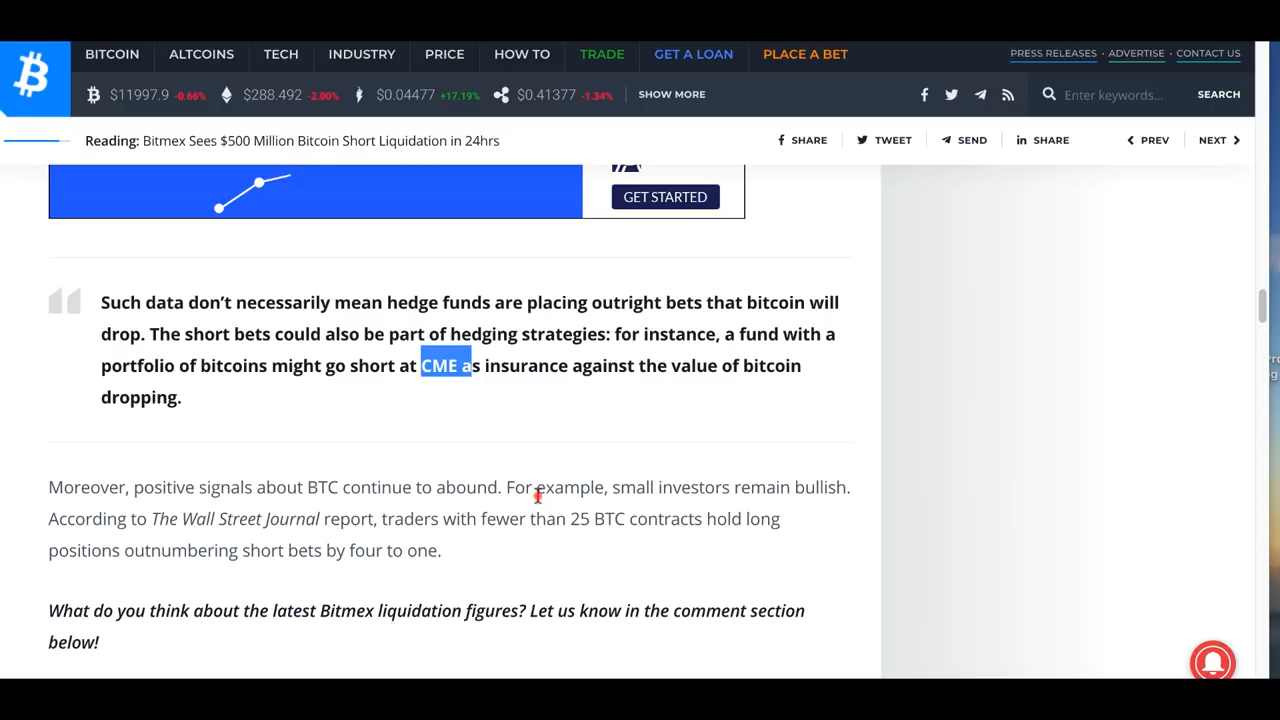 BITCOIN ALTCOINS TECH INDUSTRY PRICE HOW TO TRADE GET A LOAN PLACE A BET PRESS RELEASES · ADVERTISE · CONTACT US
$11997.9 -0.66% $288.492 -2.00% $0.04477 +17.19% $0.41377 -1.34% SHOW MORE Enter keywords... SEARCH
Reading: Bitmex Sees $500 Million Bitcoin Short Liquidation in 24hrs SHARE TWEET SEND SHARE PREV NEXT
GET STARTED
Such data don’t necessarily mean hedge funds are placing outright bets that bitcoin will
drop. The short bets could also be part of hedging strategies: for instance, a fund with a
portfolio of bitcoins might go short at CME as insurance against the value of bitcoin
dropping.
Moreover, positive signals about BTC continue to abound. For example, small investors remain bullish.
According to The Wall Street Journal report, traders with fewer than 25 BTC contracts hold long
positions outnumbering short bets by four to one.
What do you think about the latest Bitmex liquidation figures? Let us know in the comment section
below!